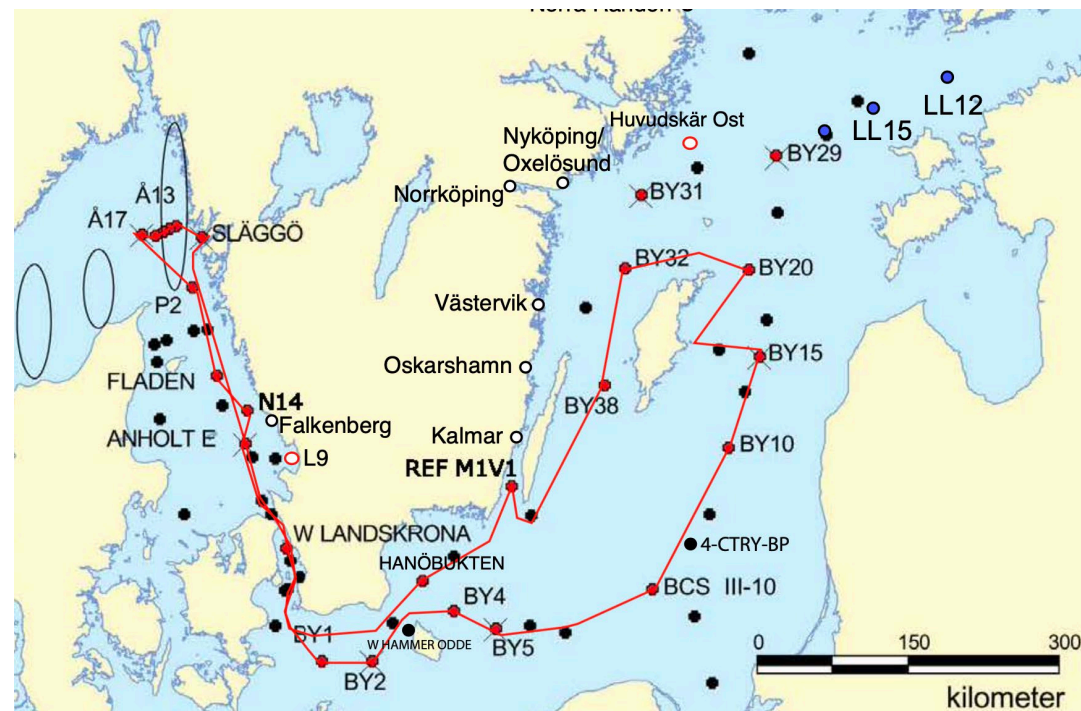 Norra Randen
LL12
LL15
Huvudskär Ost
Nyköping/
Oxelösund
BY29
Norrköping
BY31
Å13
Å17
SLÄGGÖ
BY32
BY20
P2
Västervik
BY15
Oskarshamn
FLADEN
BY38
N14
Falkenberg
ANHOLT E
Kalmar
BY10
L9
REF M1V1
W LANDSKRONA
4-CTRY-BP
HANÖBUKTEN
BCS III-10
BY4
BY1
W HAMMER ODDE
BY5
BY2
0 150 300
kilometer